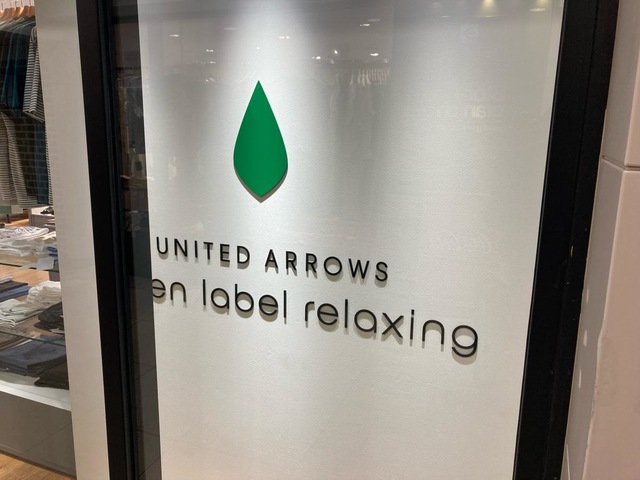 UNITED ARROWS
en label relaxing